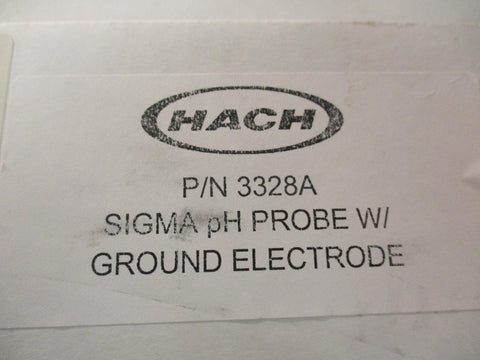 HACH
P/N 3328A
SIGMA pH PROBE W/
GROUND ELECTRODE